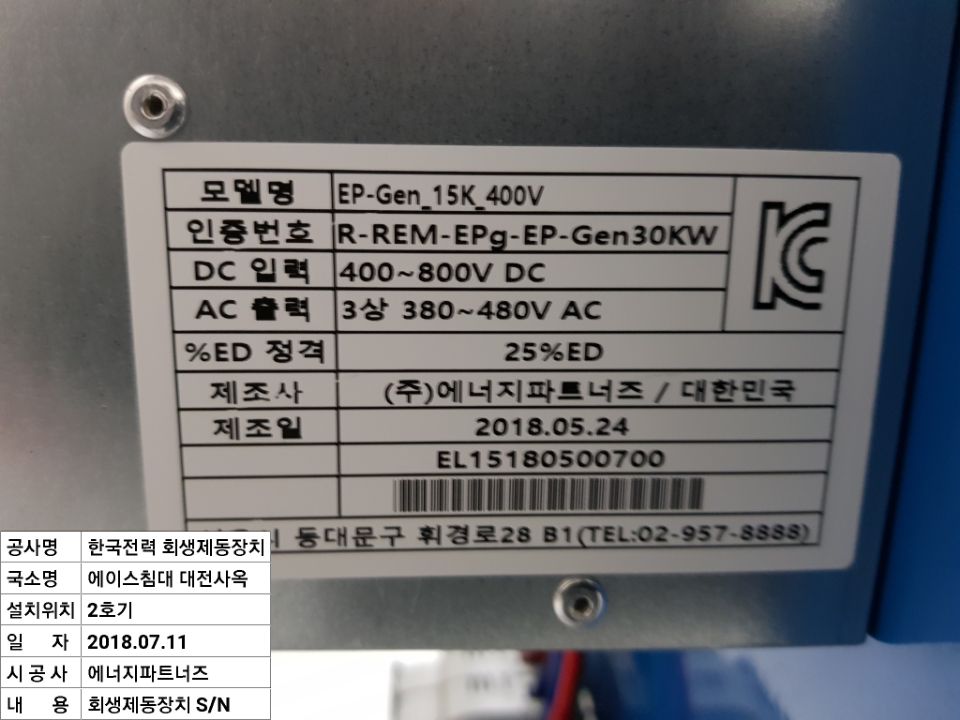 모델명 EP-Gen_15K_400V
인증번호 R-REM-EPg-EP-Gen30KW
DC 입력 400~800V DC
AC 출력 3상 380~480V AC
%ED 정격 25%ED
제조사 (주)에너지파트너즈 / 대한민국
제조일 2018.05.24
EL15180500700
동대문구 휘경로28 B1(TEL:02-957-8888)
공사명 한국전력 회생제동장치
국소명 에이스침대 대전사옥
설치위치 2호기
일 자 2018.07.11
시 공 사 에너지파트너즈
내 용 회생제동장치 S/N